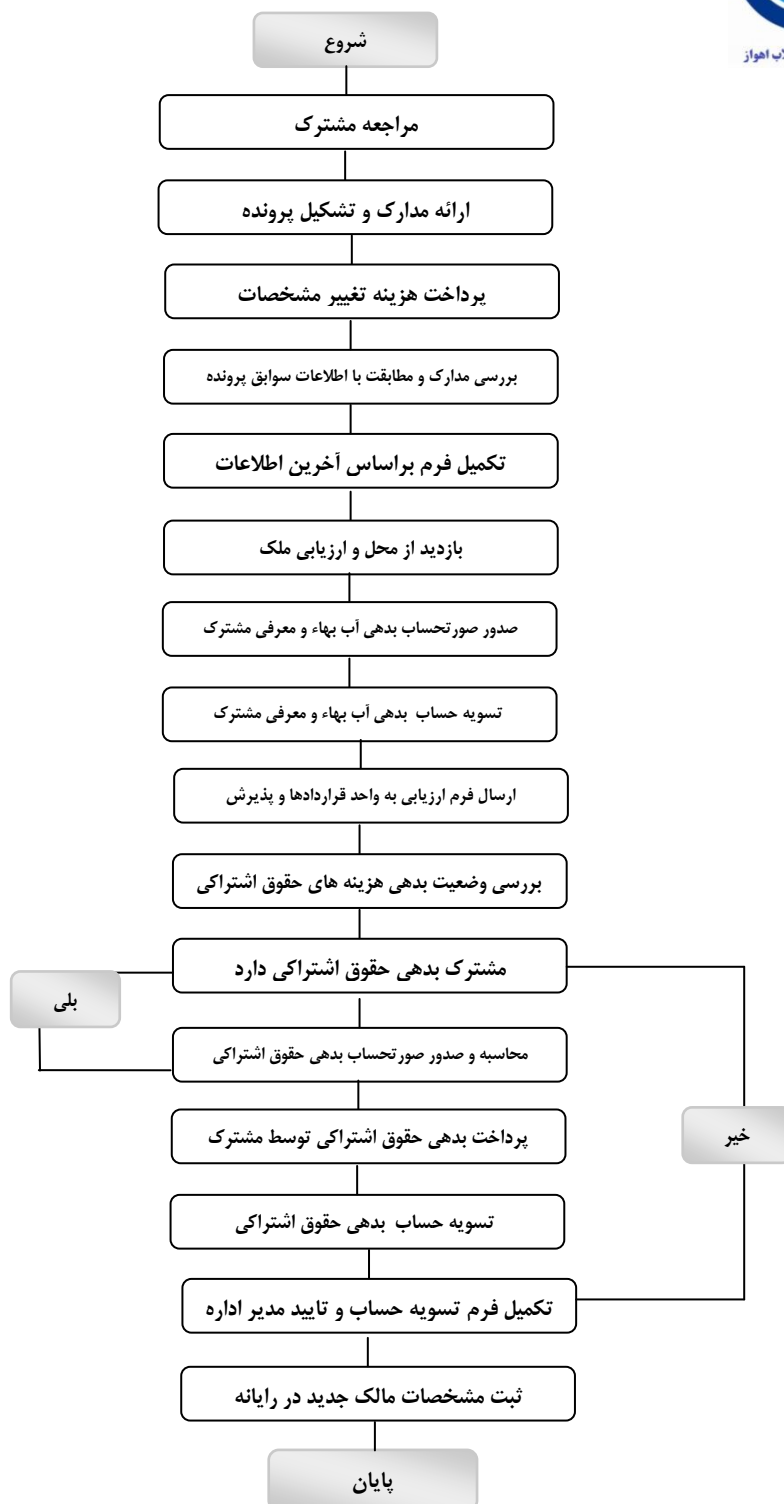 شروع
لاب اهواز
مراجعه مشترک
ارائه مدارک و تشکیل پرونده
پرداخت هزینه تغییر مشخصات
بررسی مدارک و مطابقت با اطلاعات سوابق پرونده
تکمیل فرم براساس آخرین اطلاعات
بازدید از محل و ارزیابی ملک
صدور صورتحساب بدهی آب بهاء و معرفی مشترک
تسویه حساب بدهی آب بهاء و معرفی مشترک
ارسال فرم ارزیابی به واحد قراردادها و پذیرش
بررسی وضعیت بدهی هزینه های حقوق اشتراکی
مشترک بدهی حقوق اشتراکی دارد
بلی
محاسبه و صدور صورتحساب بدهی حقوق اشتراکی
پرداخت بدهی حقوق اشتراکی توسط مشترک
خیر
تسویه حساب بدهی حقوق اشتراکی
تکمیل فرم تسویه حساب و تایید مدیر اداره
ثبت مشخصات مالک جدید در رایانه
پایان